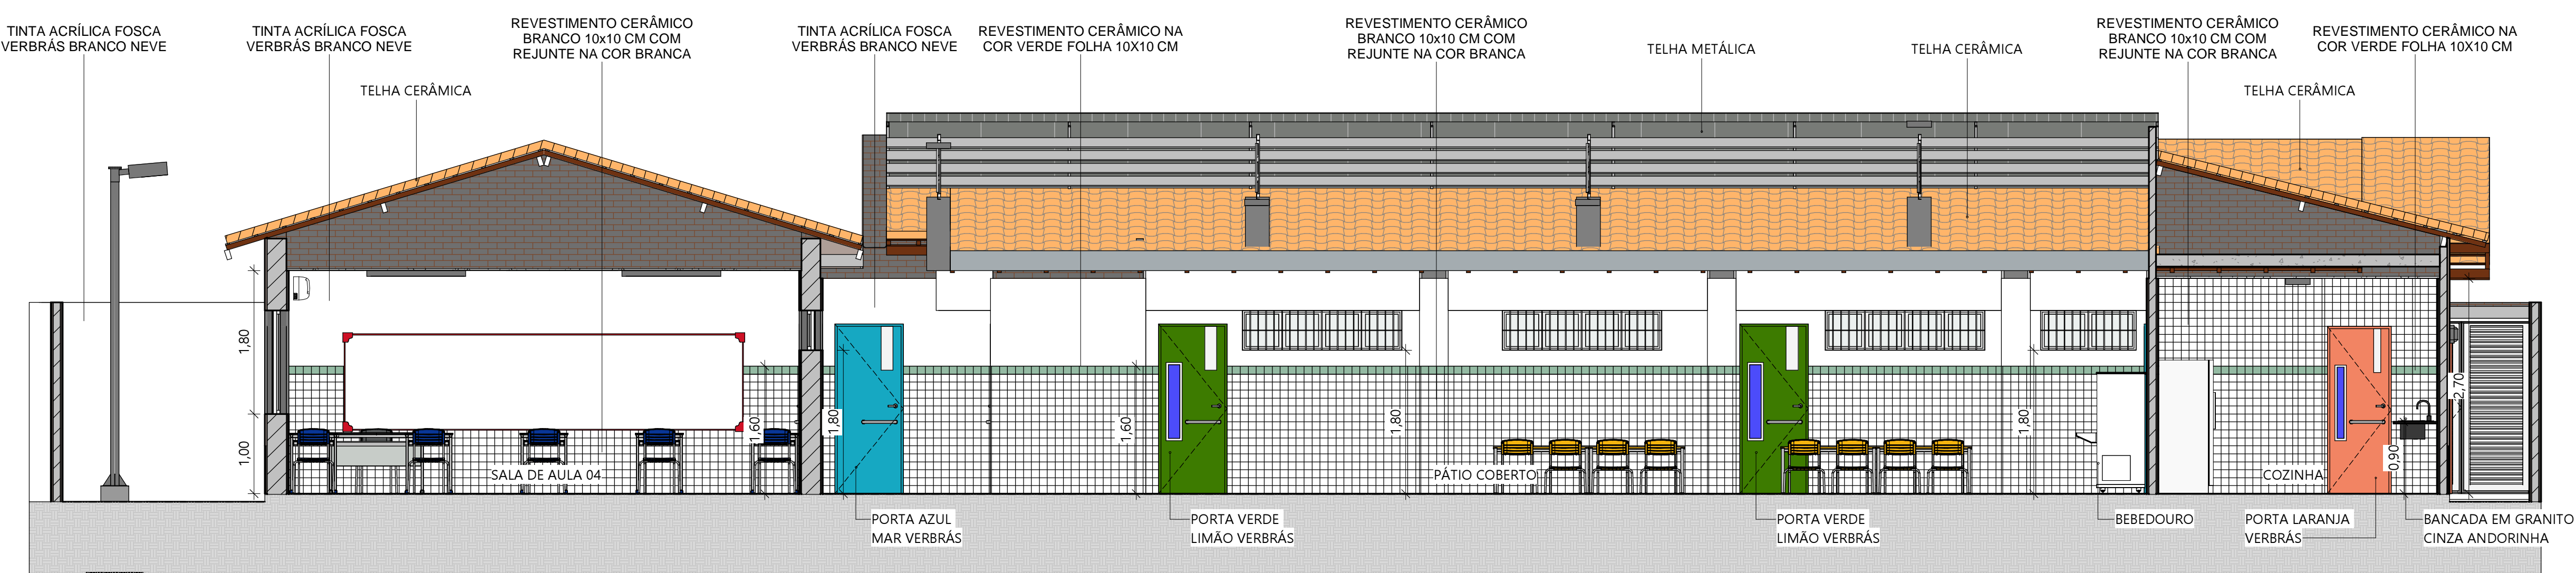 TINTA ACRÍLICA FOSCA
VERBRÁS BRANCO NEVE
TINTA ACRÍLICA FOSCA
VERBRÁS BRANCO NEVE
REVESTIMENTO CERÂMICO
BRANCO 10x10 CM COM
REJUNTE NA COR BRANCA
TINTA ACRÍLICA FOSCA
VERBRÁS BRANCO NEVE
REVESTIMENTO CERÂMICO NA
COR VERDE FOLHA 10X10 CM
REVESTIMENTO CERÂMICO
BRANCO 10x10 CM COM
REJUNTE NA COR BRANCA
TELHA METÁLICA
TELHA CERÂMICA
REVESTIMENTO CERÂMICO
BRANCO 10x10 CM COM
REJUNTE NA COR BRANCA
REVESTIMENTO CERÂMICO NA
COR VERDE FOLHA 10X10 CM
TELHA CERÂMICA
TELHA CERÂMICA
1,80
1,00
1,60
1,80
1,60
1,80
1,80
2,70
0,90
SALA DE AULA 04
PÁTIO COBERTO
COZINHA
PORTA AZUL
MAR VERBRÁS
PORTA VERDE
LIMÃO VERBRÁS
PORTA VERDE
LIMÃO VERBRÁS
BEBEDOURO
PORTA LARANJA
VERBRÁS
BANCADA EM GRANITO
CINZA ANDORINHA